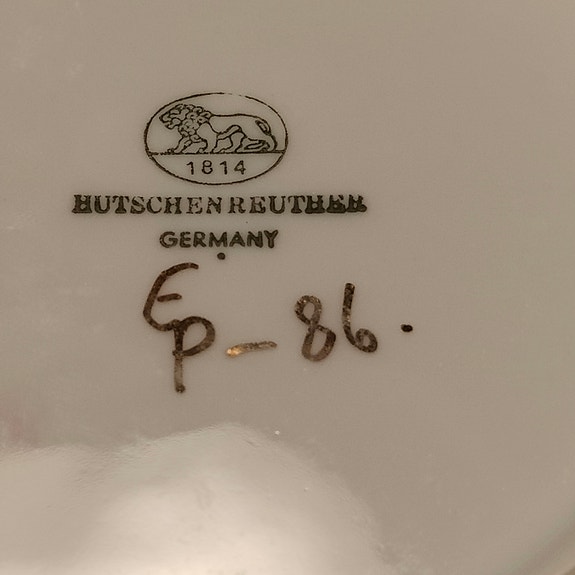 1814
HUTSCHENREUTHER
GERMANY
EP-86.